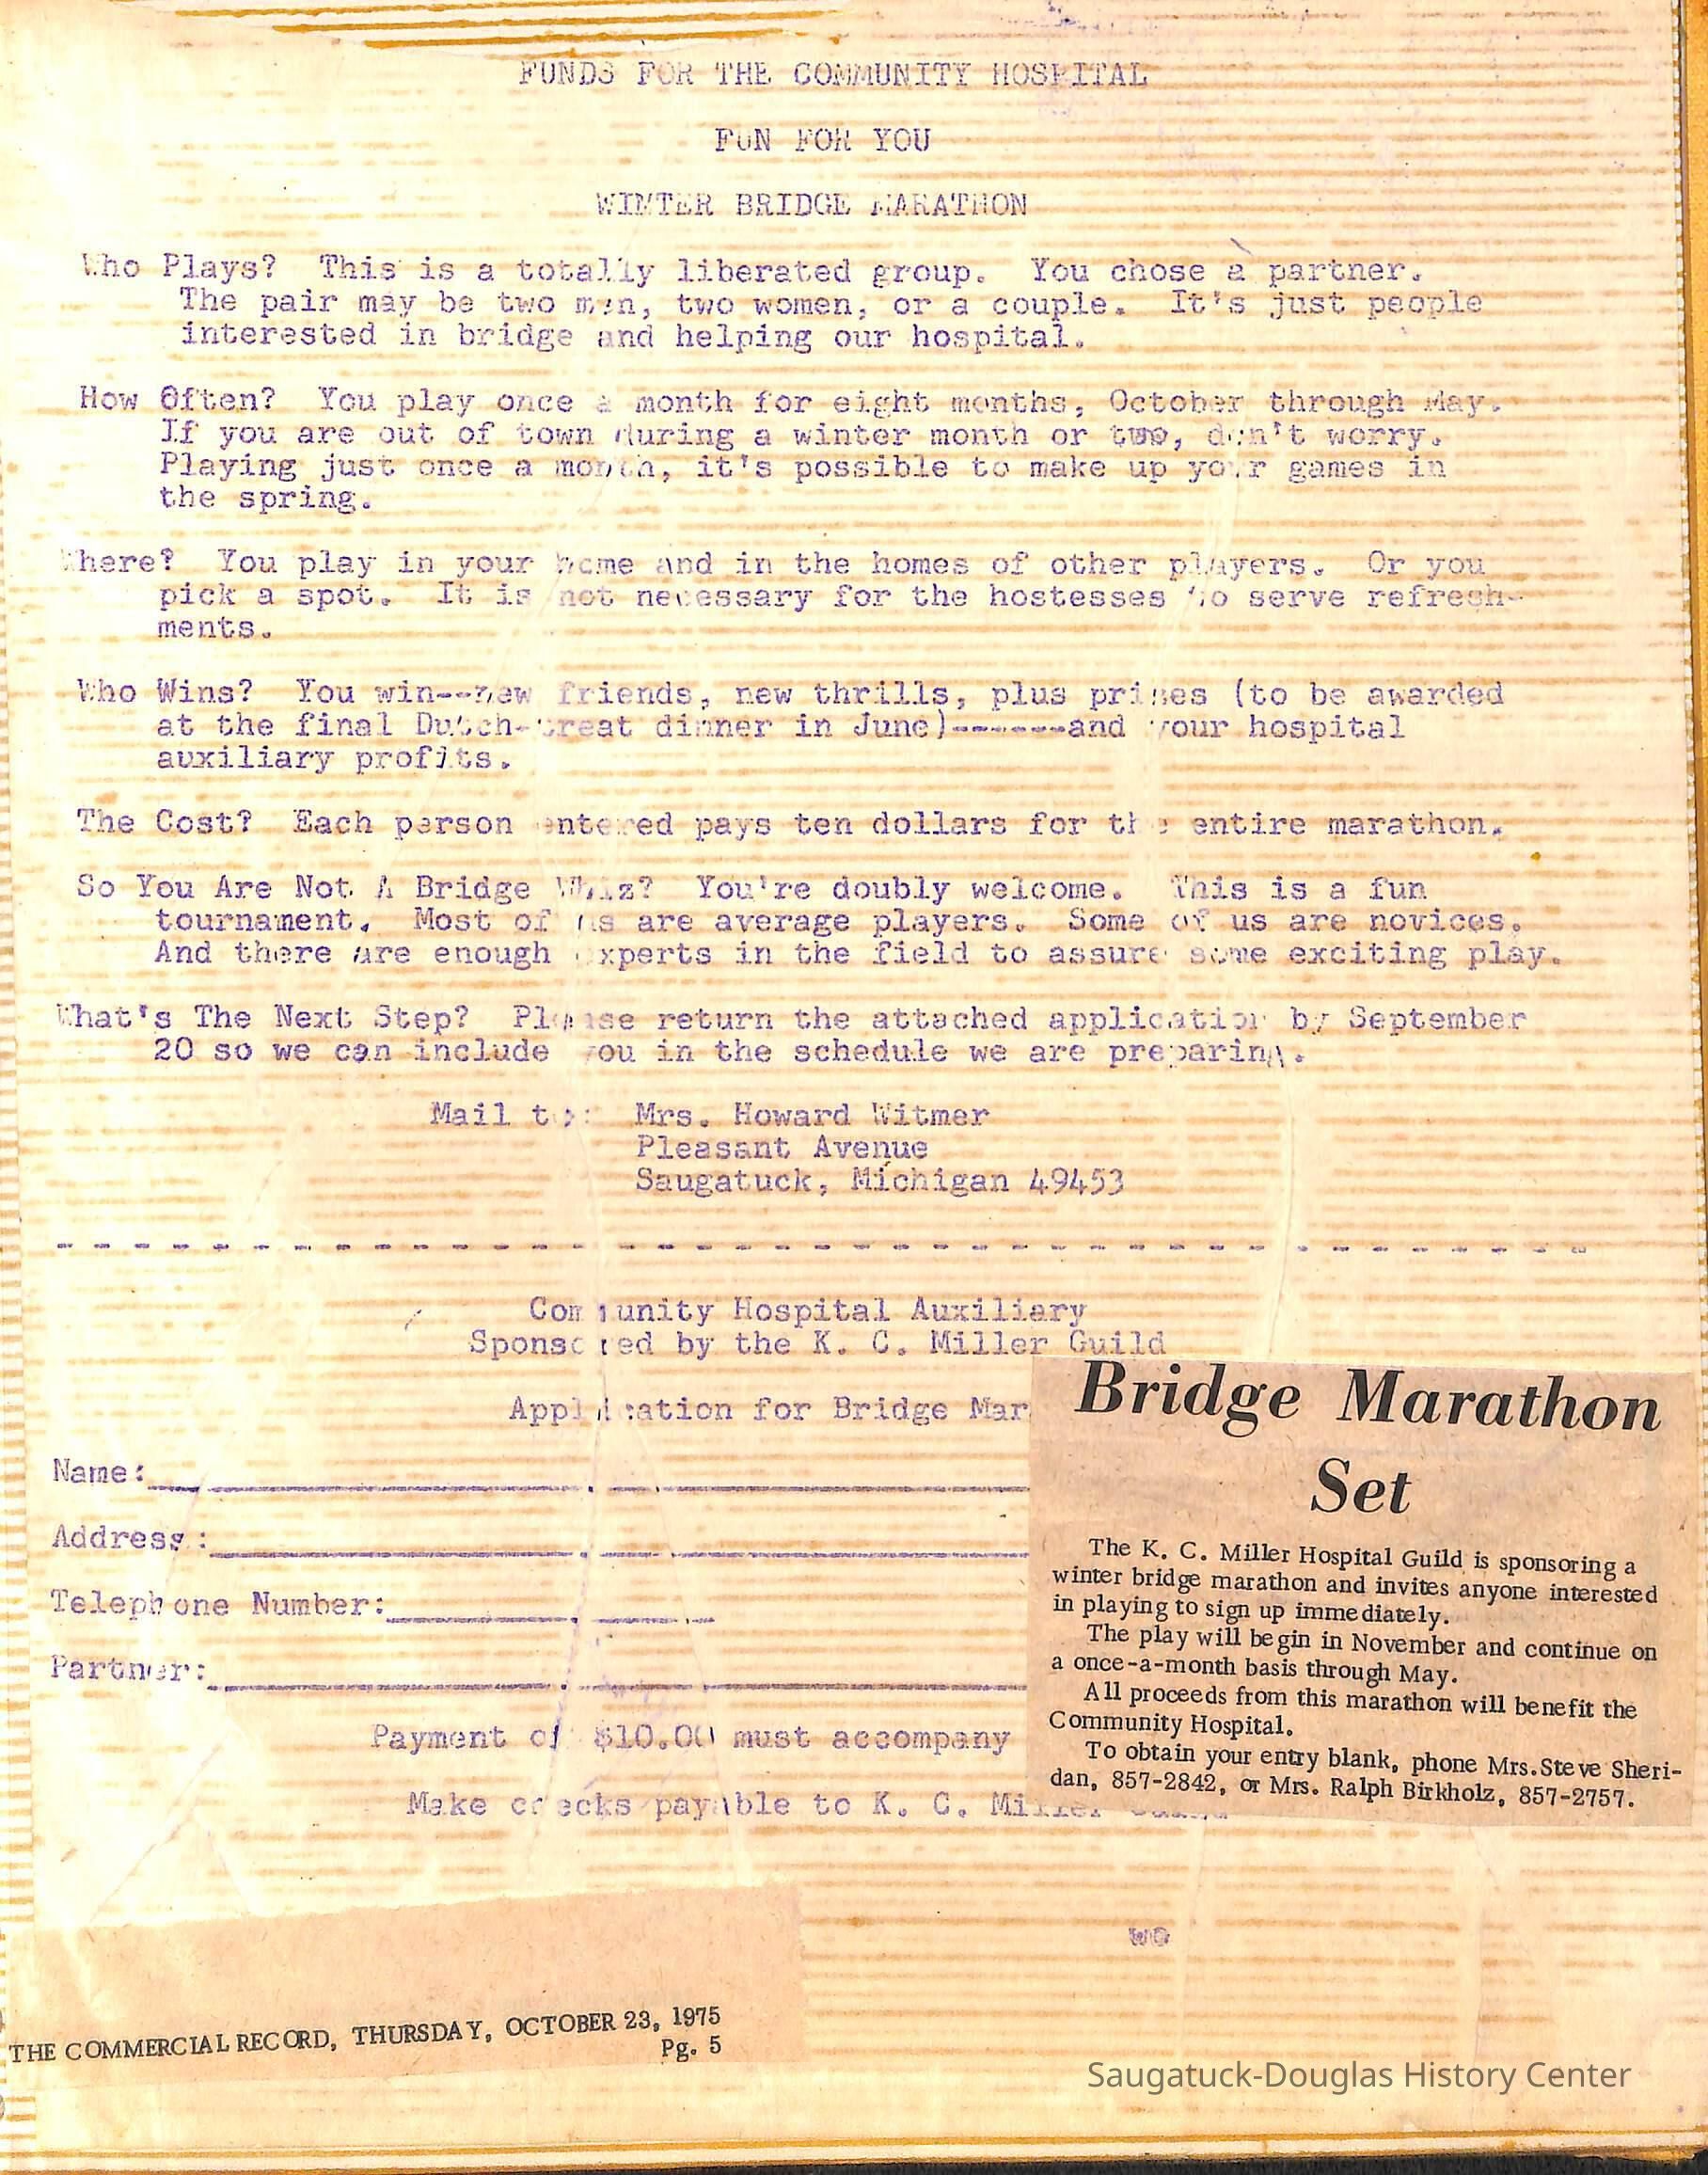 FUNDS FOR THE COMMUNITY HOSPITAL
FUN FOR YOU
WINTER BRIDGE MARATHON
Who Plays? This is a totally liberated group. You chose a partner.
The pair may be two men, two women, or a couple. It's just people
interested in bridge and helping our hospital.
How Often? You play once a month for eight months, October through May.
If you are out of town during a winter month or two, don't worry.
Playing just once a month, it's possible to make up your games in
the spring.
Where? You play in your home and in the homes of other players. Or you
pick a spot. It is not necessary for the hostesses to serve refresh-
ments.
Who Wins? You win--new friends, new thrills, plus prizes (to be awarded
at the final Dutch-treat dinner in June)-------and your hospital
auxiliary profits.
The Cost? Each person entered pays ten dollars for the entire marathon.
So You Are Not A Bridge Whiz? You're doubly welcome. This is a fun
tournament. Most of us are average players. Some of us are novices.
And there are enough experts in the field to assure some exciting play.
What's The Next Step? Please return the attached application by September
20 so we can include you in the schedule we are preparing.
Mail to: Mrs. Howard Witmer
Pleasant Avenue
Saugatuck, Michigan 49453
Community Hospital Auxiliary
Sponsored by the K. C. Miller Guild
Application for Bridge Mar
Name:
Address:
Telephone Number:
Partner:
Payment of $10.00 must accompany
Make checks payable to K. C. Miller Guild
Bridge Marathon
Set
The K. C. Miller Hospital Guild is sponsoring a
winter bridge marathon and invites anyone interested
in playing to sign up immediately.
The play will begin in November and continue on
a once-a-month basis through May.
All proceeds from this marathon will benefit the
Community Hospital.
To obtain your entry blank, phone Mrs.Steve Sheri-
dan, 857-2842, or Mrs. Ralph Birkholz, 857-2757.
THE COMMERCIAL RECORD, THURSDAY, OCTOBER 23, 1975
Pg. 5
Saugatuck-Douglas History Center